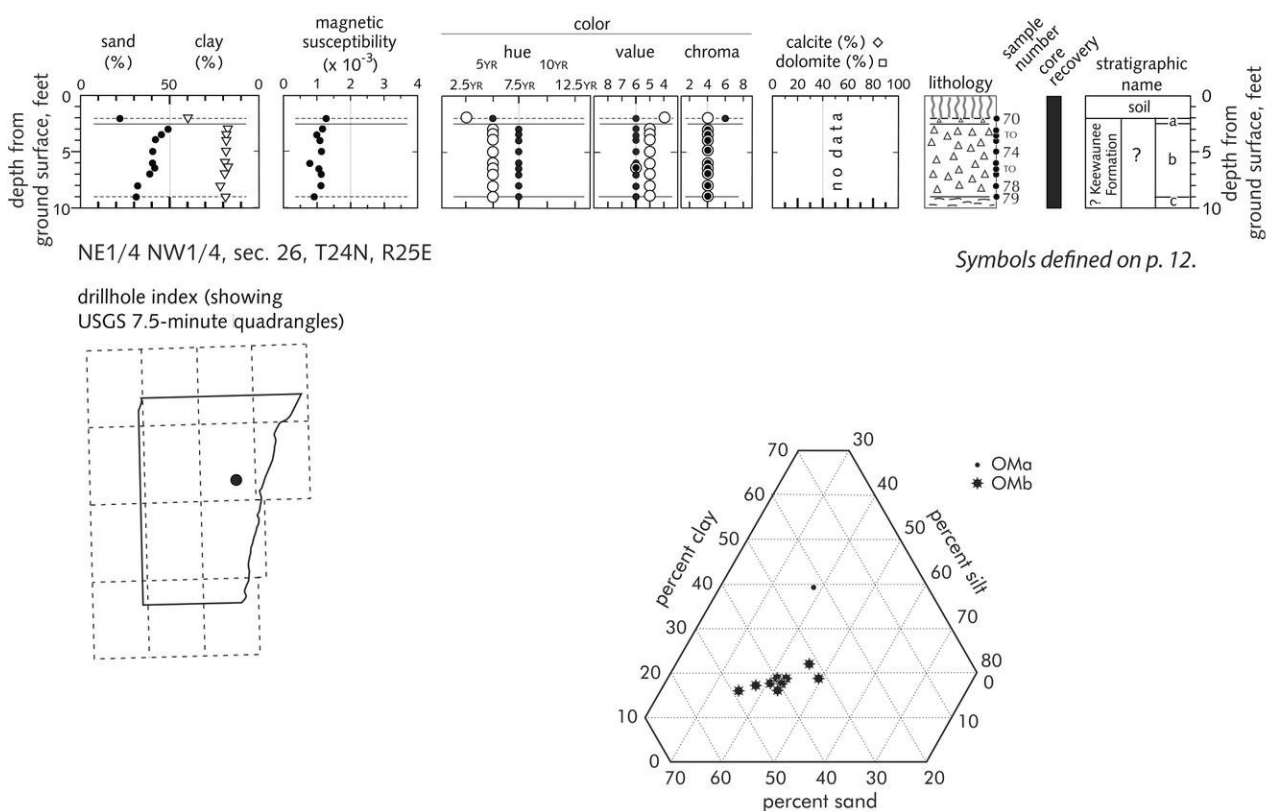 color
sand (%)
clay (%)
magnetic susceptibility (x 10⁻³)
hue
value
chroma
calcite (%) ◇
dolomite (%) □
lithology
sample number
core recovery
stratigraphic name
5YR 10YR
2.5YR 7.5YR 12.5YR
8 7 6 5 4
2 4 6 8
0 50 0
0 1 2 3 4
0 20 40 60 80 100
depth from ground surface, feet
0
5
10
no data
70
TO
74
TO
78
79
soil
? Keewaunee Formation
?
a
b
c
0
5
10
depth from ground surface, feet
NE1/4 NW1/4, sec. 26, T24N, R25E
Symbols defined on p. 12.
drillhole index (showing
USGS 7.5-minute quadrangles)
OMa
OMb
percent clay
70
60
50
40
30
20
10
0
percent silt
30
40
50
60
70
80
0
10
70 60 50 40 30 20
percent sand